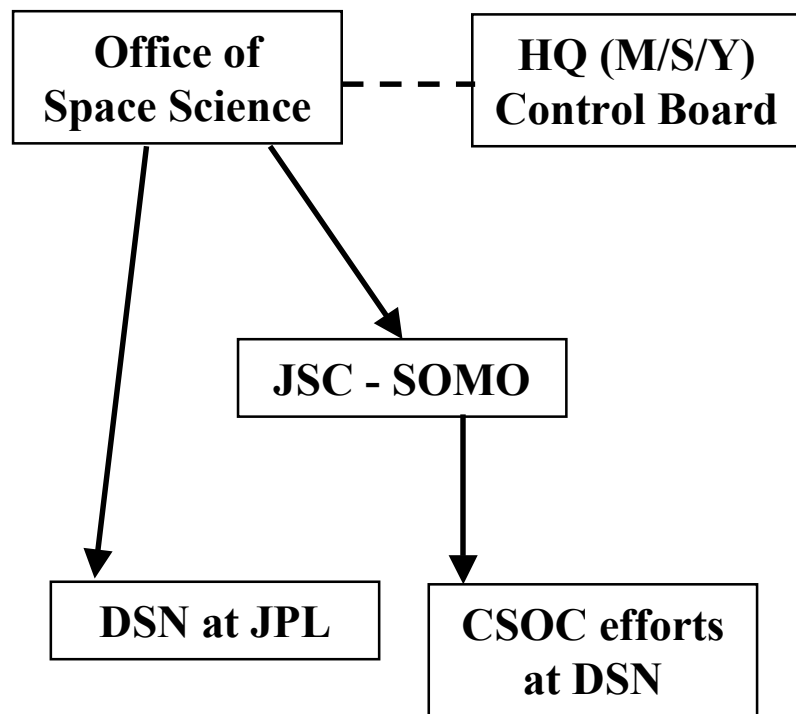 Office of
Space Science
HQ (M/S/Y)
Control Board
JSC - SOMO
DSN at JPL
CSOC efforts
at DSN